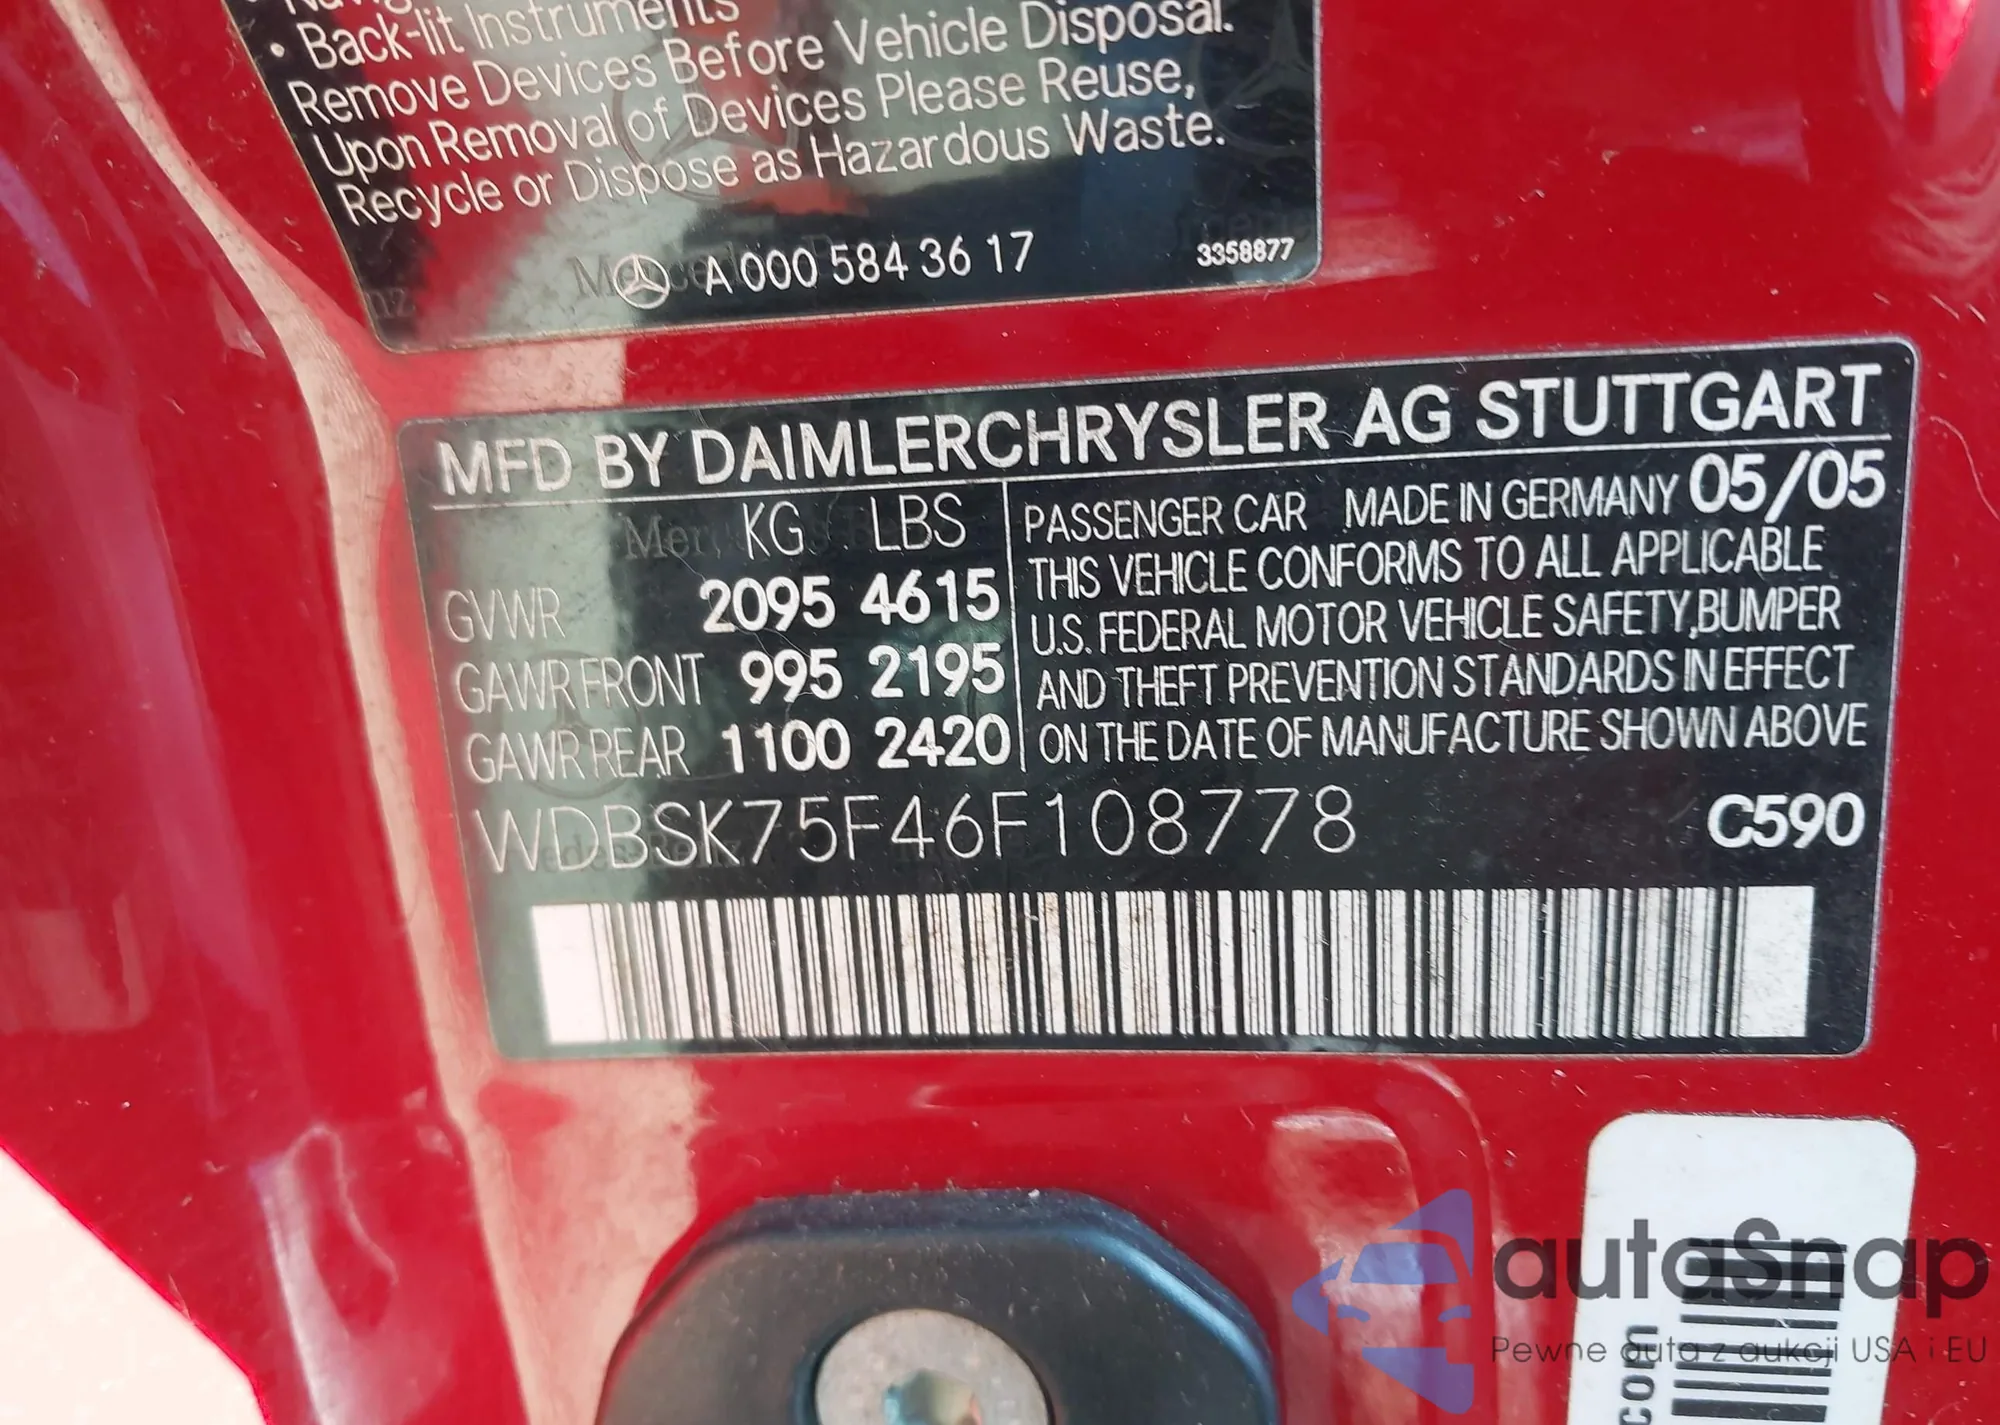 • Back-lit Instruments
Remove Devices Before Vehicle Disposal.
Upon Removal of Devices Please Reuse,
Recycle or Dispose as Hazardous Waste.
A 000 584 36 17 3358877
MFD BY DAIMLERCHRYSLER AG STUTTGART
KG LBS
GVWR 2095 4615
GAWR FRONT 995 2195
GAWR REAR 1100 2420
PASSENGER CAR MADE IN GERMANY 05/05
THIS VEHICLE CONFORMS TO ALL APPLICABLE
U.S. FEDERAL MOTOR VEHICLE SAFETY,BUMPER
AND THEFT PREVENTION STANDARDS IN EFFECT
ON THE DATE OF MANUFACTURE SHOWN ABOVE
WDBSK75F46F108778 C590
autaSnap
Pewne auta z aukcji USA i EU
com